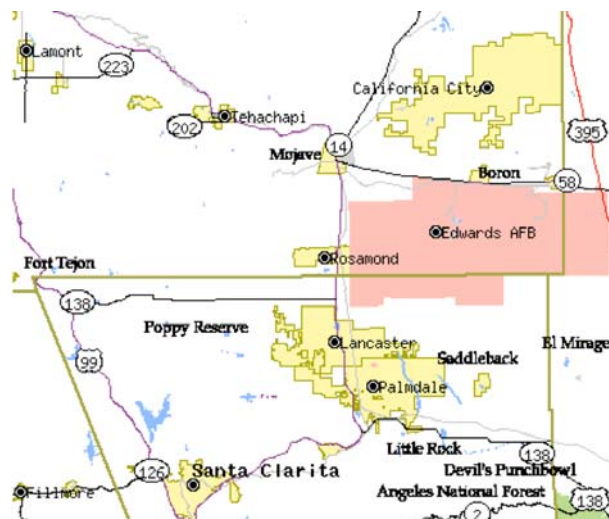 Lamont
223
California City
395
202
Tehachapi
14
Mojave
Boron
58
Edwards AFB
Rosamond
Fort Tejon
138
Poppy Reserve
Lancaster
El Mirage
99
Saddleback
Palmdale
Little Rock
138
126
Santa Clarita
Devil's Punchbowl
Fillmore
Angeles National Forest
138
2